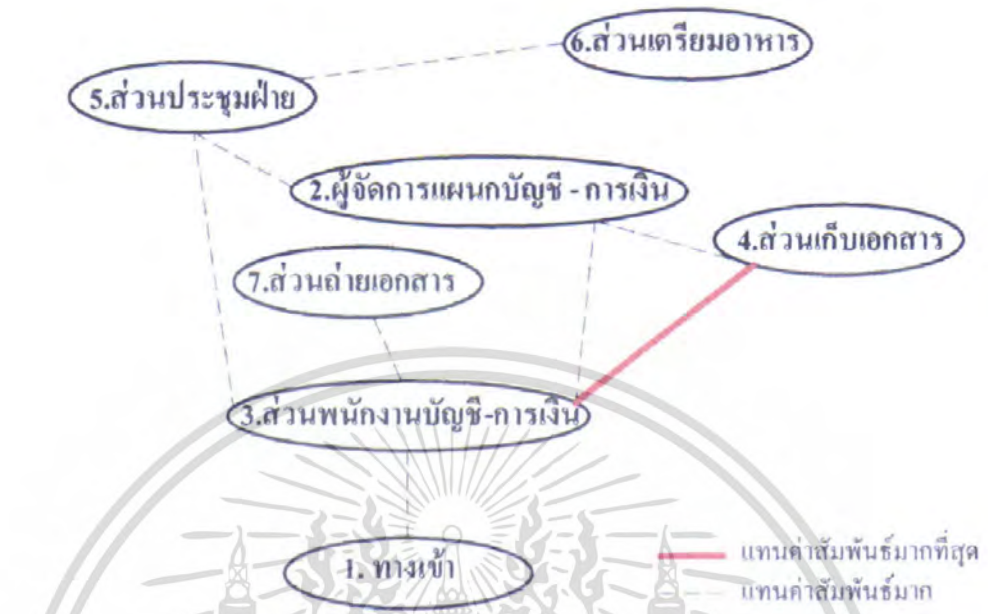 6.ส่วนเตรียมอาหาร
5.ส่วนประชุมฝ่าย
2.ผู้จัดการแผนกบัญชี - การเงิน
4.ส่วนเก็บเอกสาร
7.ส่วนถ่ายเอกสาร
3.ส่วนพนักงานบัญชี-การเงิน
1. ทางเข้า
แทนค่าสัมพันธ์มากที่สุด
แทนค่าสัมพันธ์มาก